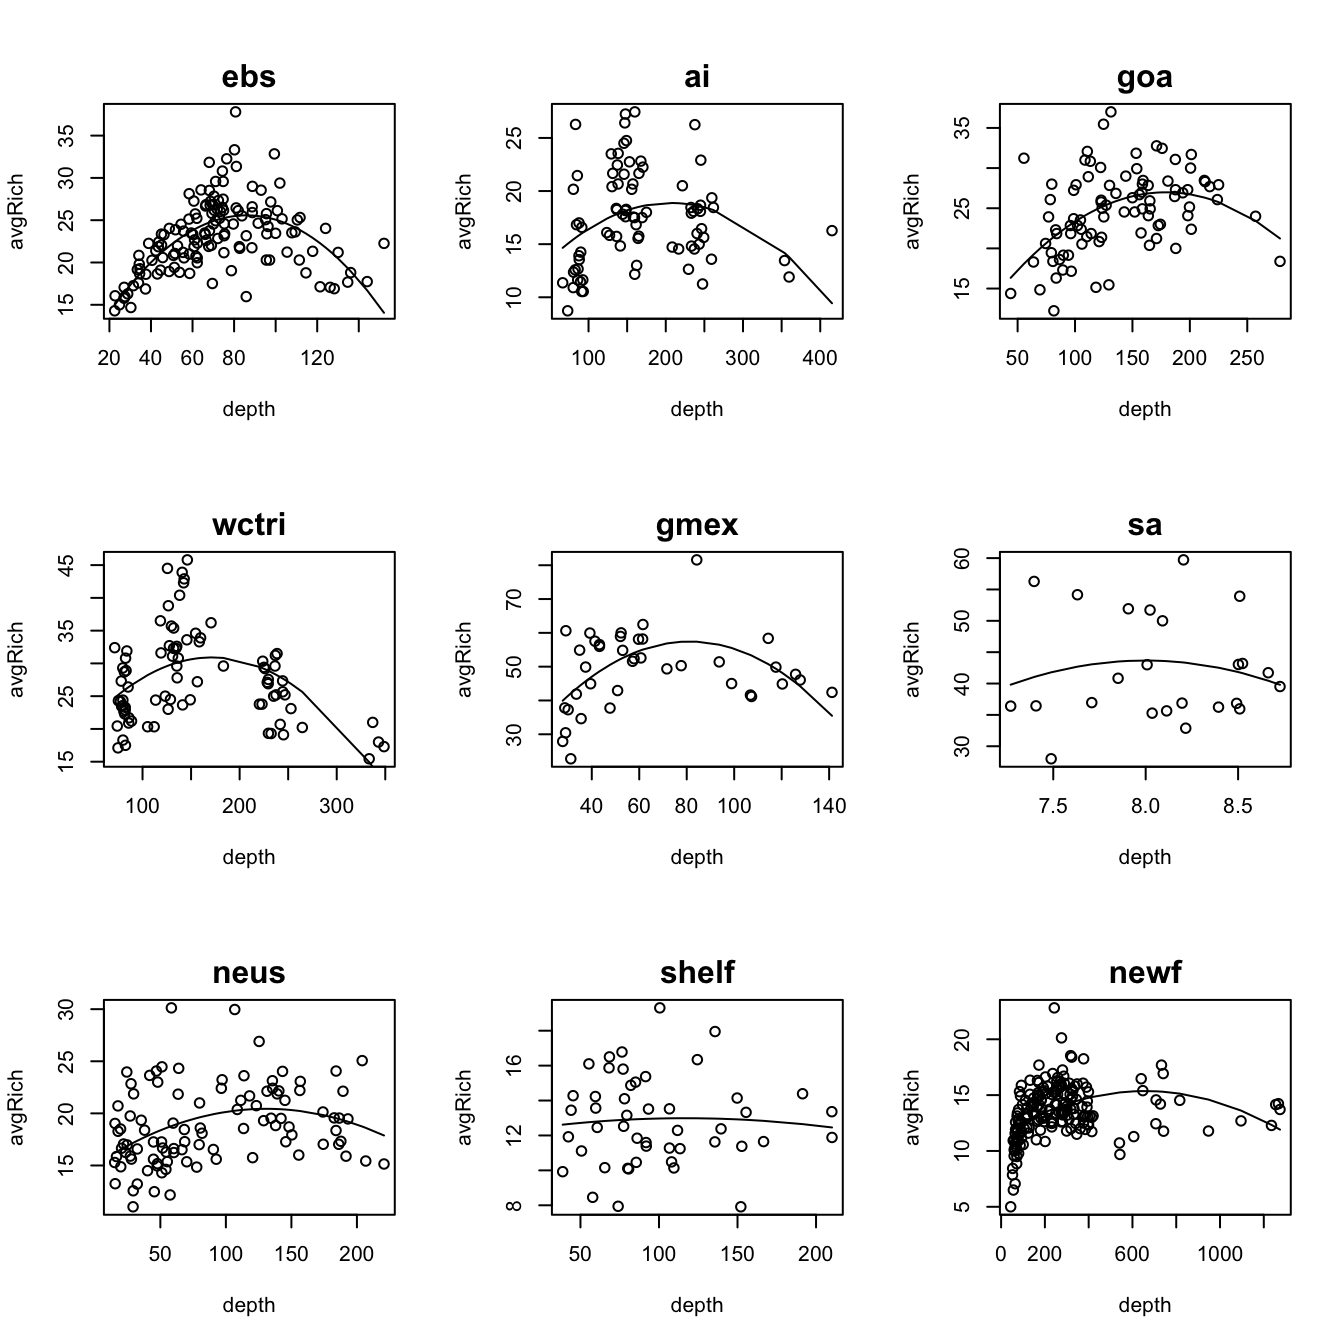 ebs
avgRich
15 20 25 30 35
20 40 60 80 120
depth
ai
avgRich
10 15 20 25
100 200 300 400
depth
goa
avgRich
15 25 35
50 100 150 200 250
depth
wctri
avgRich
15 25 35 45
100 200 300
depth
gmex
avgRich
30 50 70
40 60 80 100 140
depth
sa
avgRich
30 40 50 60
7.5 8.0 8.5
depth
neus
avgRich
15 20 25 30
50 100 150 200
depth
shelf
avgRich
8 12 16
50 100 150 200
depth
newf
avgRich
5 10 15 20
0 200 600 1000
depth